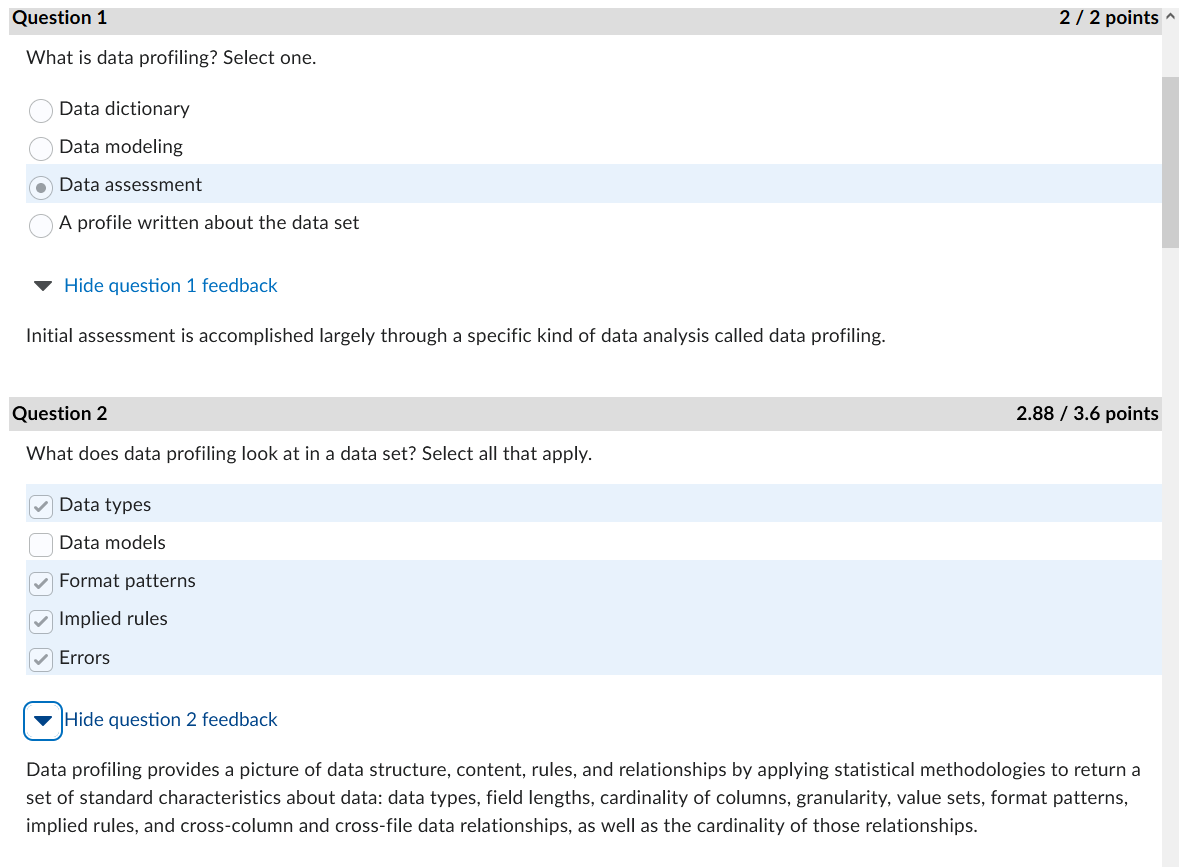 Question 1
2 / 2 points
What is data profiling? Select one.
Data dictionary
Data modeling
Data assessment
A profile written about the data set
Hide question 1 feedback
Initial assessment is accomplished largely through a specific kind of data analysis called data profiling.
Question 2
2.88 / 3.6 points
What does data profiling look at in a data set? Select all that apply.
Data types
Data models
Format patterns
Implied rules
Errors
Hide question 2 feedback
Data profiling provides a picture of data structure, content, rules, and relationships by applying statistical methodologies to return a
set of standard characteristics about data: data types, field lengths, cardinality of columns, granularity, value sets, format patterns,
implied rules, and cross-column and cross-file data relationships, as well as the cardinality of those relationships.